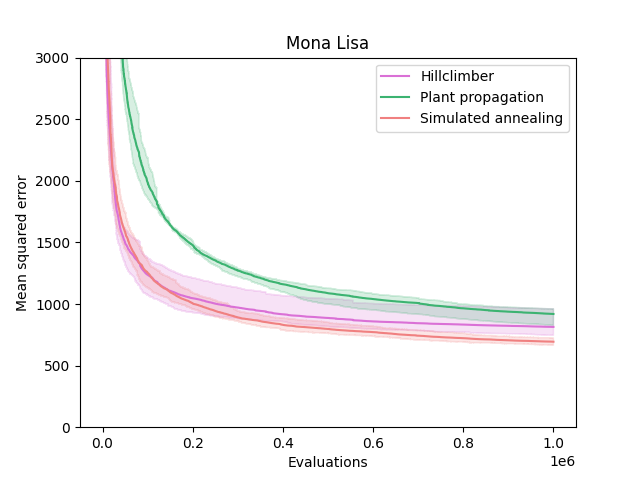 Mona Lisa
Mean squared error
3000
2500
2000
1500
1000
500
0
Hillclimber
Plant propagation
Simulated annealing
0.0 0.2 0.4 0.6 0.8 1.0
1e6
Evaluations